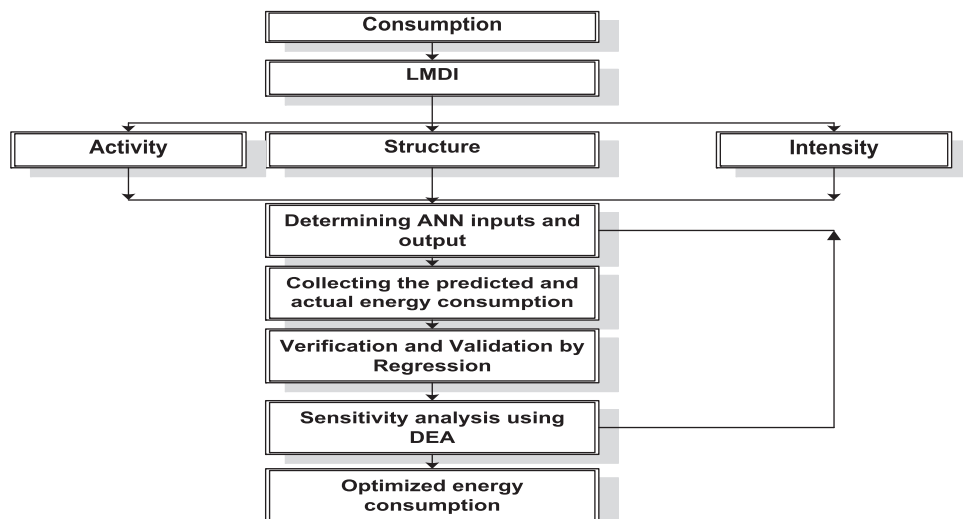 Consumption
LMDI
Activity
Structure
Intensity
Determining ANN inputs and
output
Collecting the predicted and
actual energy consumption
Verification and Validation by
Regression
Sensitivity analysis using
DEA
Optimized energy
consumption